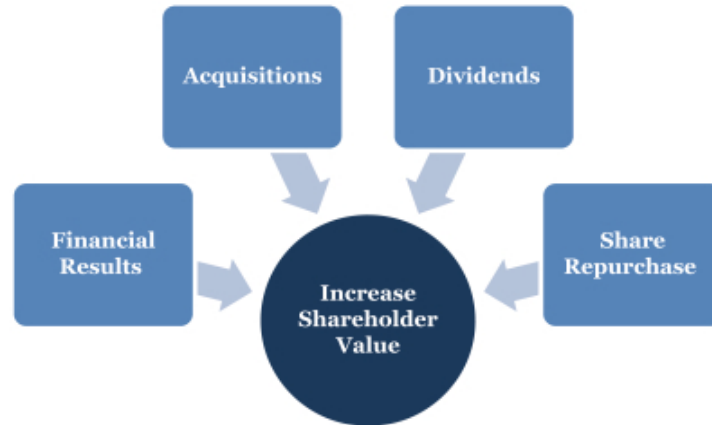 Acquisitions
Dividends
Financial
Results
Share
Repurchase
Increase
Shareholder
Value